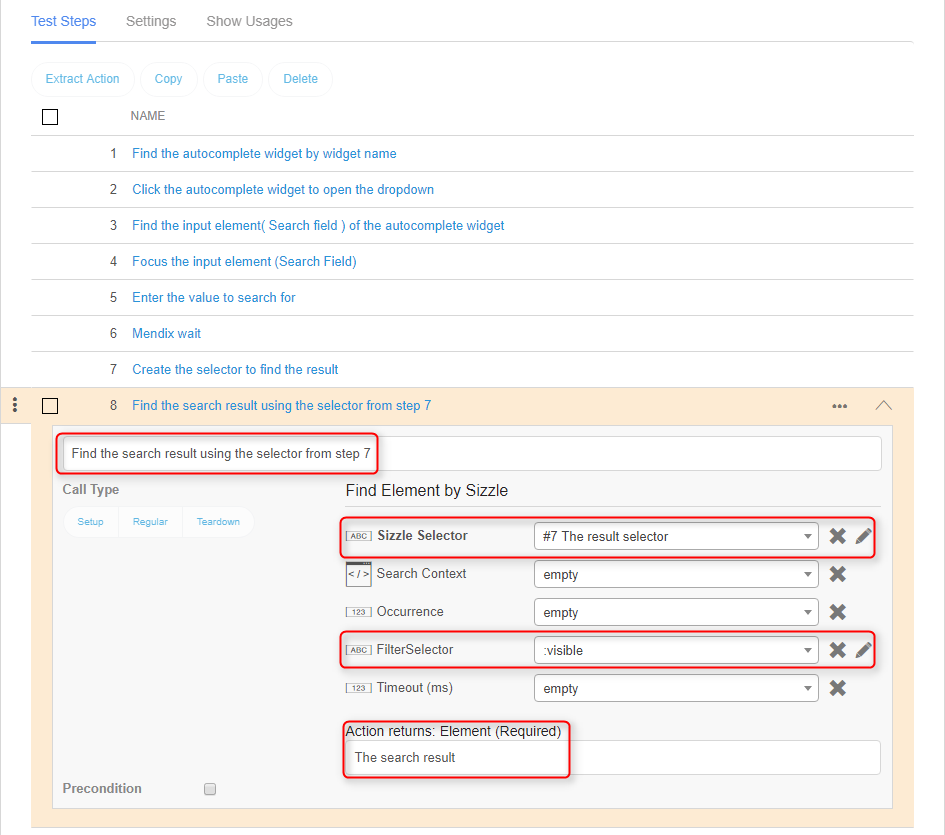 Test Steps Settings Show Usages
Extract Action Copy Paste Delete
NAME
1 Find the autocomplete widget by widget name
2 Click the autocomplete widget to open the dropdown
3 Find the input element( Search field ) of the autocomplete widget
4 Focus the input element (Search Field)
5 Enter the value to search for
6 Mendix wait
7 Create the selector to find the result
8 Find the search result using the selector from step 7
Find the search result using the selector from step 7
Call Type Find Element by Sizzle
Setup Regular Teardown
ABC Sizzle Selector #7 The result selector
</> Search Context empty
123 Occurrence empty
ABC FilterSelector :visible
123 Timeout (ms) empty
Action returns: Element (Required)
The search result
Precondition